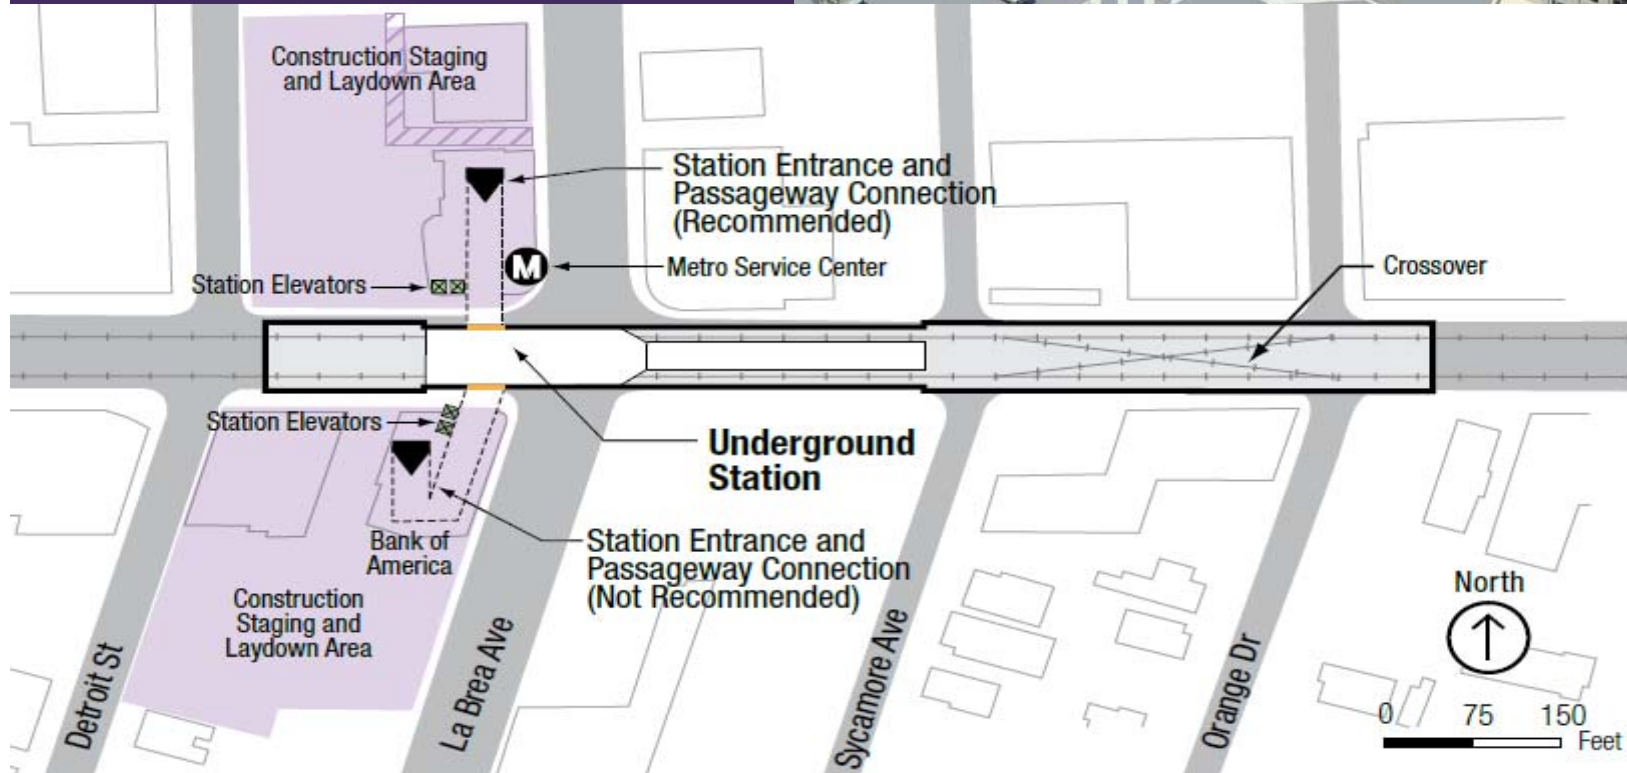 Construction Staging
and Laydown Area
Station Entrance and
Passageway Connection
(Recommended)
M
Metro Service Center
Crossover
Station Elevators
Station Elevators
Underground
Station
Bank of
America
Station Entrance and
Passageway Connection
(Not Recommended)
Construction
Staging and
Laydown Area
Detroit St
La Brea Ave
Sycamore Ave
Orange Dr
North
0 75 150
Feet